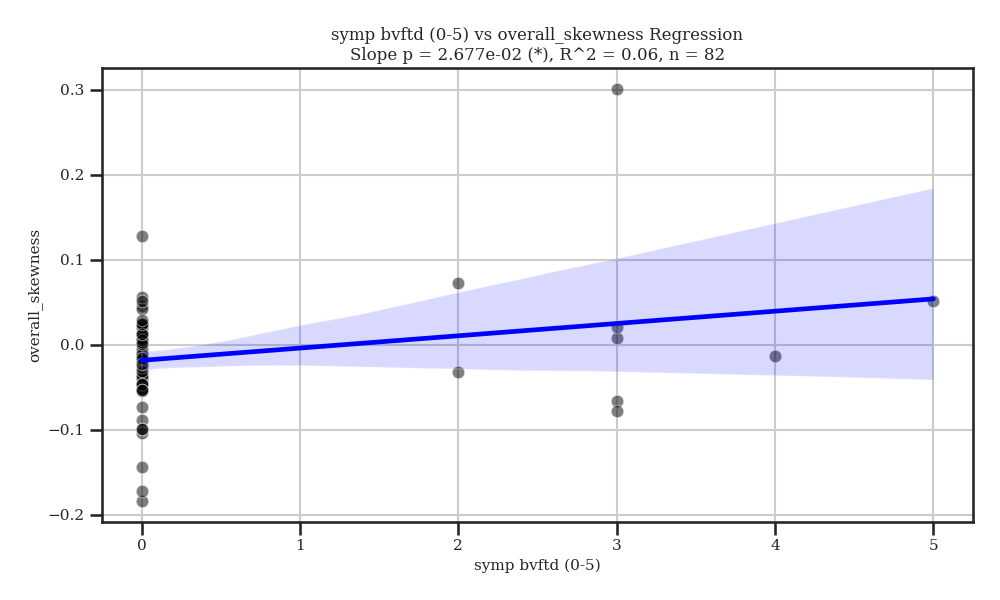 symp bvftd (0-5) vs overall_skewness Regression
Slope p = 2.677e-02 (*), R^2 = 0.06, n = 82
0.3
0.2
0.1
0.0
−0.1
−0.2
overall_skewness
0 1 2 3 4 5
symp bvftd (0-5)